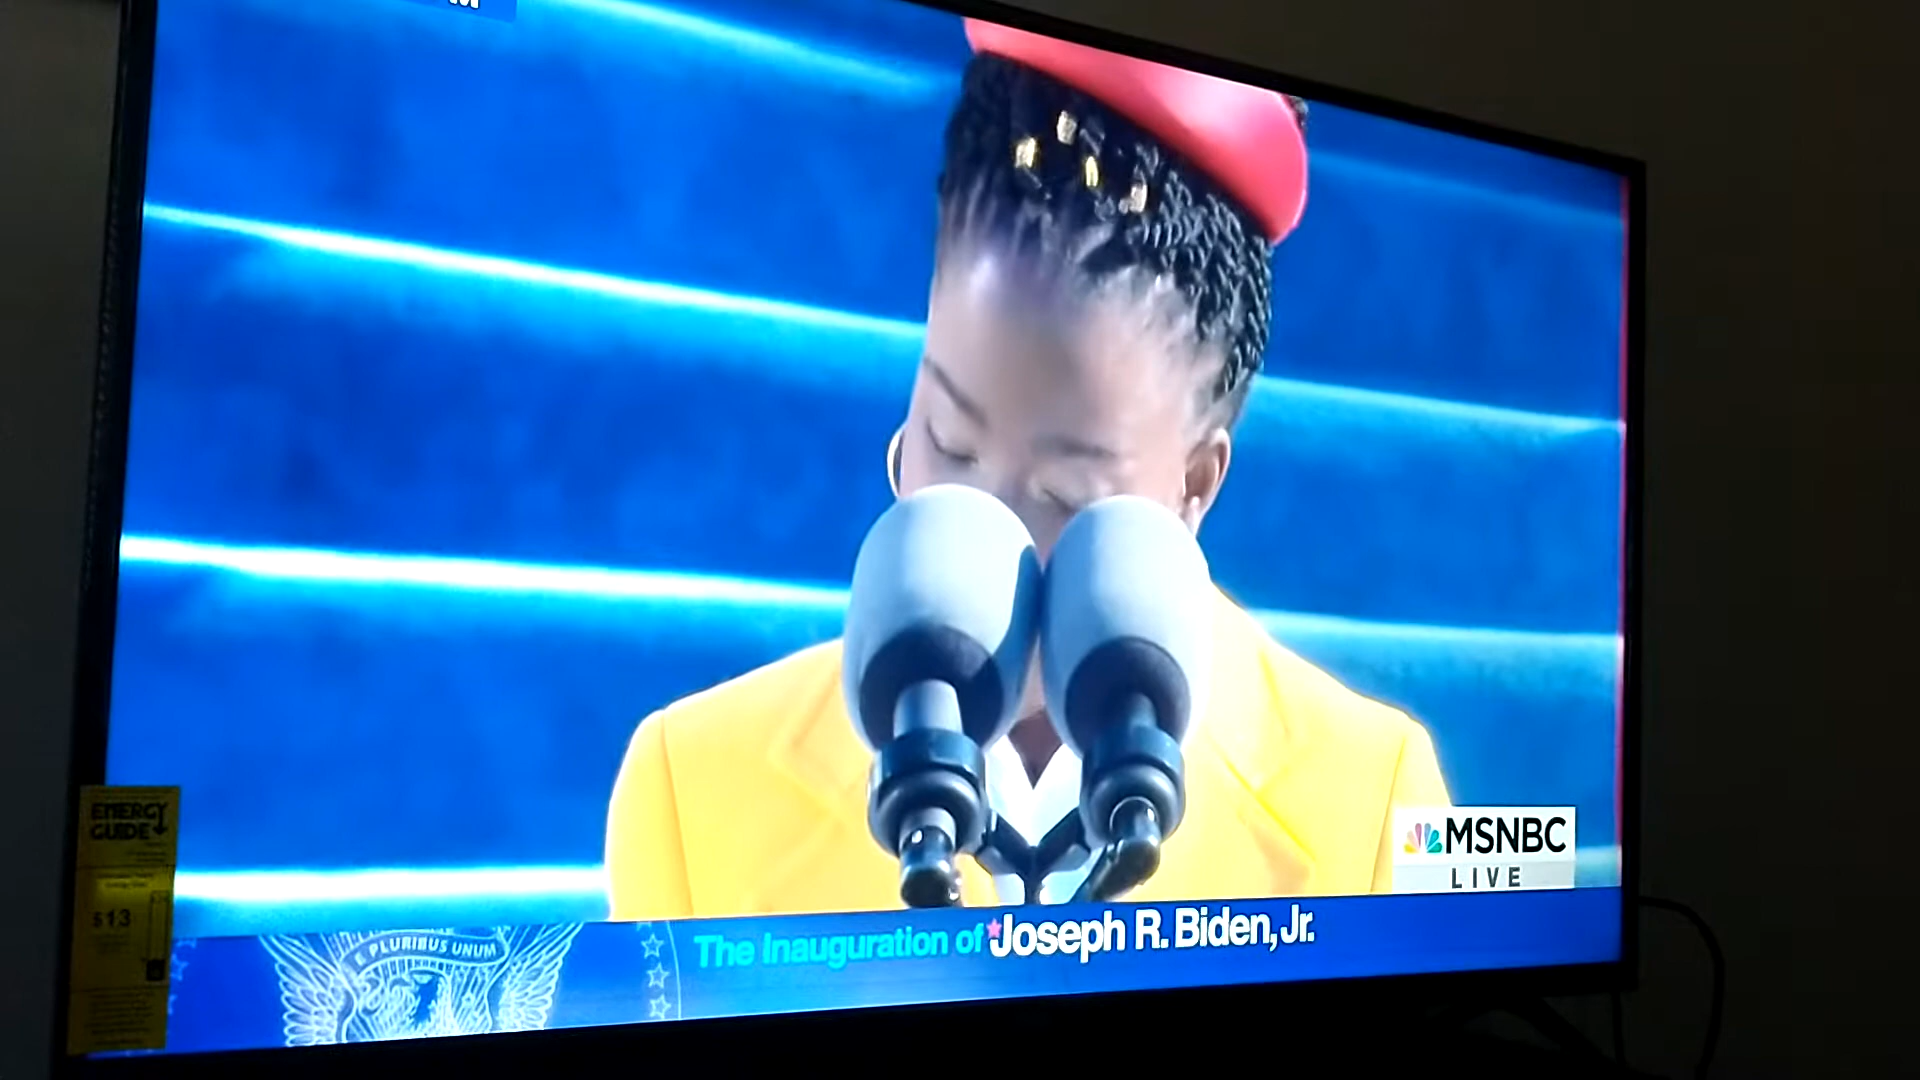 MSNBC
LIVE
ENERGY
GUIDE
$13
E PLURIBUS UNUM
The Inauguration of Joseph R. Biden, Jr.